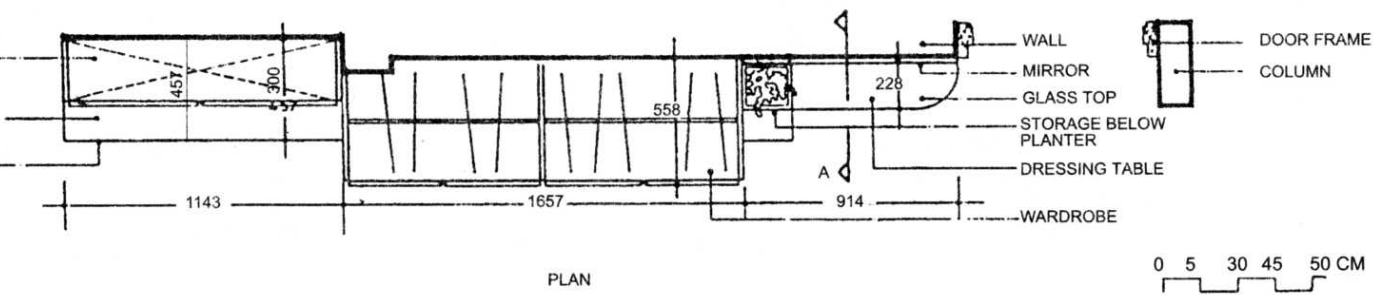 WALL
MIRROR
GLASS TOP
STORAGE BELOW
PLANTER
DRESSING TABLE
WARDROBE
DOOR FRAME
COLUMN
457
300
457
558
228
A
1143
1657
914
PLAN
0 5 30 45 50 CM